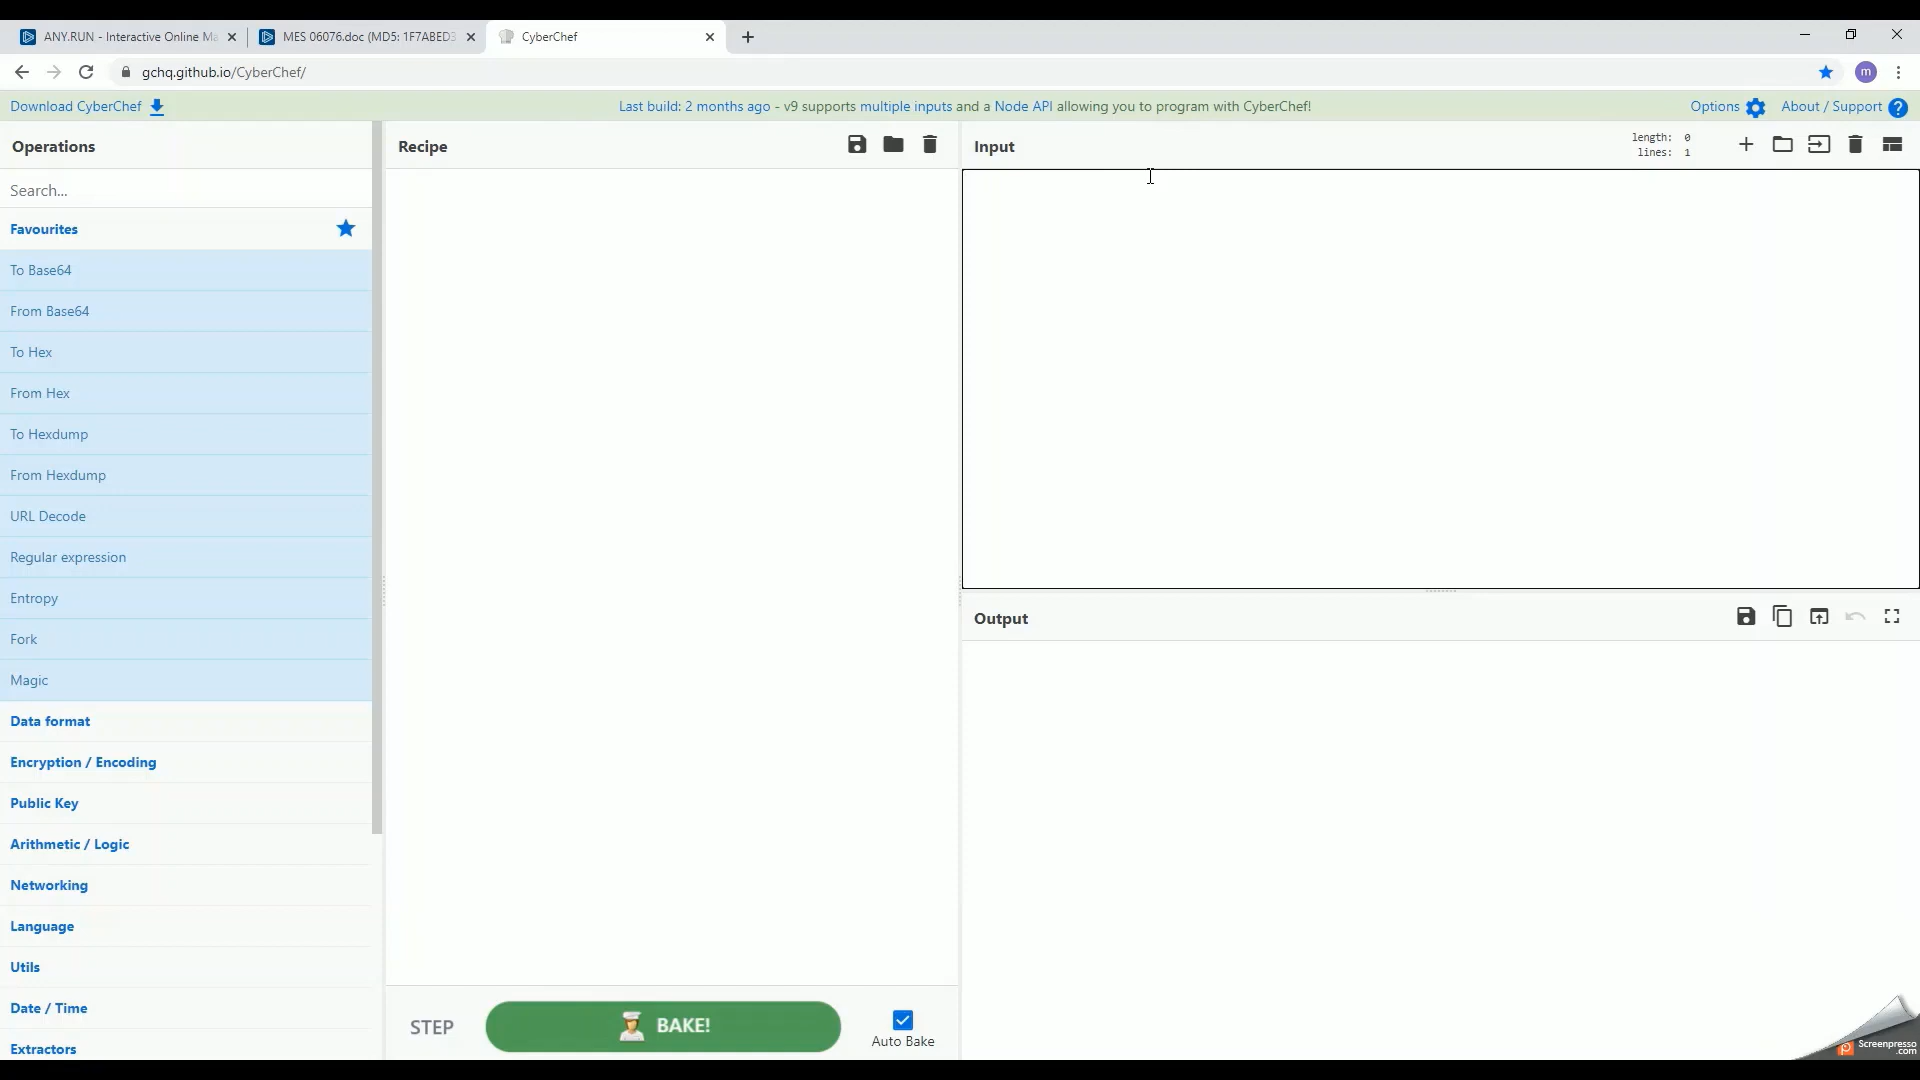 ANY.RUN - Interactive Online Ma
MES 06076.doc (MD5: 1F7ABED3
CyberChef
gchq.github.io/CyberChef/
m
Download CyberChef
Last build: 2 months ago - v9 supports multiple inputs and a Node API allowing you to program with CyberChef!
Options
About / Support
Operations
Recipe
Input
length: 0
lines: 1
Search...
Favourites
To Base64
From Base64
To Hex
From Hex
To Hexdump
From Hexdump
URL Decode
Regular expression
Entropy
Fork
Magic
Output
Data format
Encryption / Encoding
Public Key
Arithmetic / Logic
Networking
Language
Utils
Date / Time
Extractors
STEP
BAKE!
Auto Bake
Screenpresso
.com